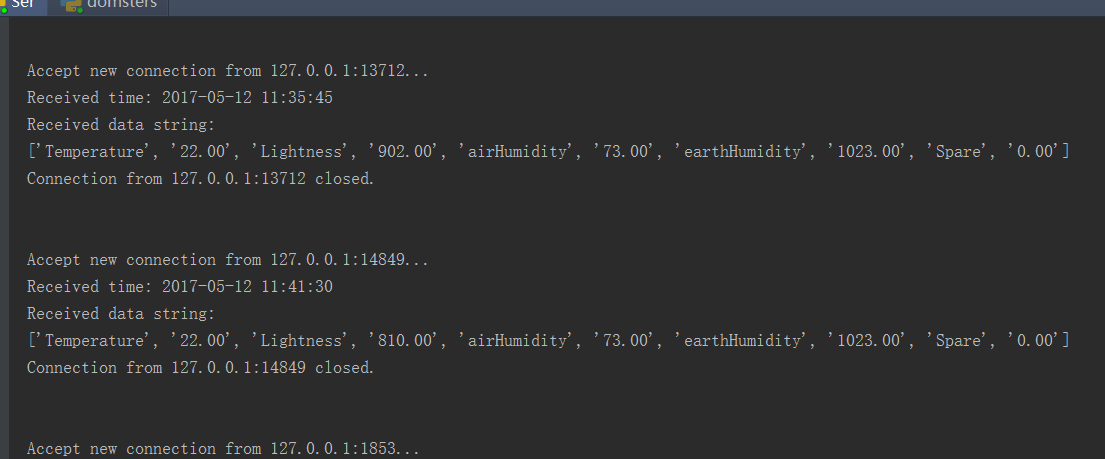 Ser domsters
Accept new connection from 127.0.0.1:13712...
Received time: 2017-05-12 11:35:45
Received data string:
['Temperature', '22.00', 'Lightness', '902.00', 'airHumidity', '73.00', 'earthHumidity', '1023.00', 'Spare', '0.00']
Connection from 127.0.0.1:13712 closed.
Accept new connection from 127.0.0.1:14849...
Received time: 2017-05-12 11:41:30
Received data string:
['Temperature', '22.00', 'Lightness', '810.00', 'airHumidity', '73.00', 'earthHumidity', '1023.00', 'Spare', '0.00']
Connection from 127.0.0.1:14849 closed.
Accept new connection from 127.0.0.1:1853...